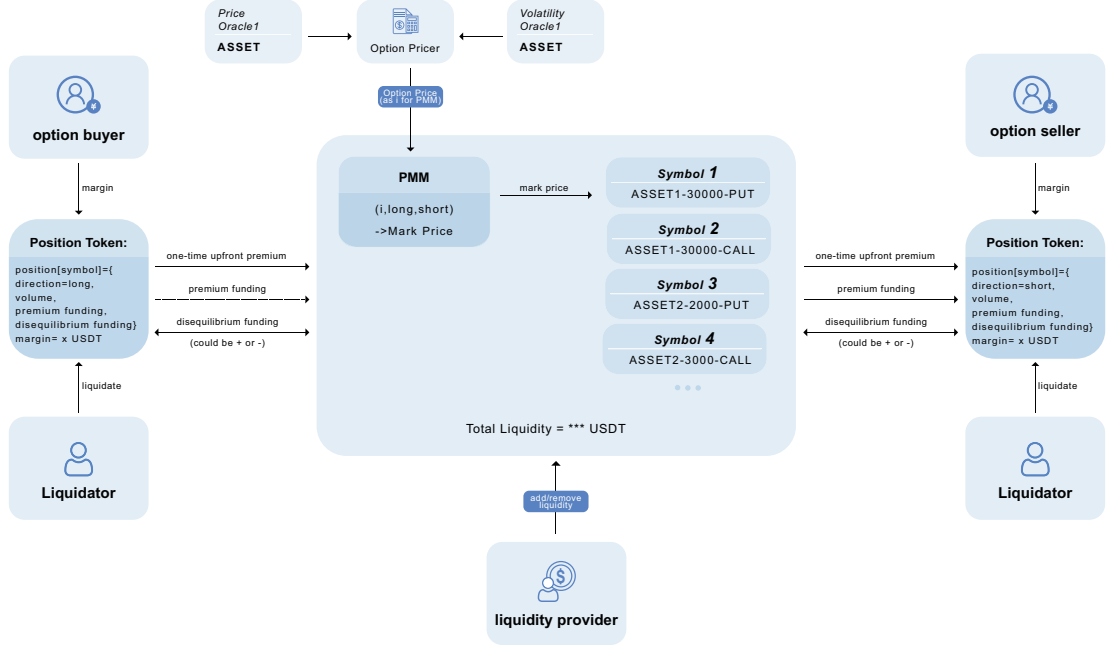 Price
Oracle1
ASSET
Option Pricer
Volatility
Oracle1
ASSET
Option Price
(as i for PMM)
¥
option buyer
margin
Position Token:
position[symbol]={
direction=long,
volume,
premium funding,
disequilibrium funding}
margin= x USDT
liquidate
Liquidator
one-time upfront premium
premium funding
disequilibrium funding
(could be + or -)
PMM
(i,long,short)
->Mark Price
mark price
Symbol 1
ASSET1-30000-PUT
Symbol 2
ASSET1-30000-CALL
Symbol 3
ASSET2-2000-PUT
Symbol 4
ASSET2-3000-CALL
Total Liquidity = *** USDT
add/remove
liquidity
$
liquidity provider
one-time upfront premium
premium funding
disequilibrium funding
(could be + or -)
¥
option seller
margin
Position Token:
position[symbol]={
direction=short,
volume,
premium funding,
disequilibrium funding}
margin= x USDT
liquidate
Liquidator